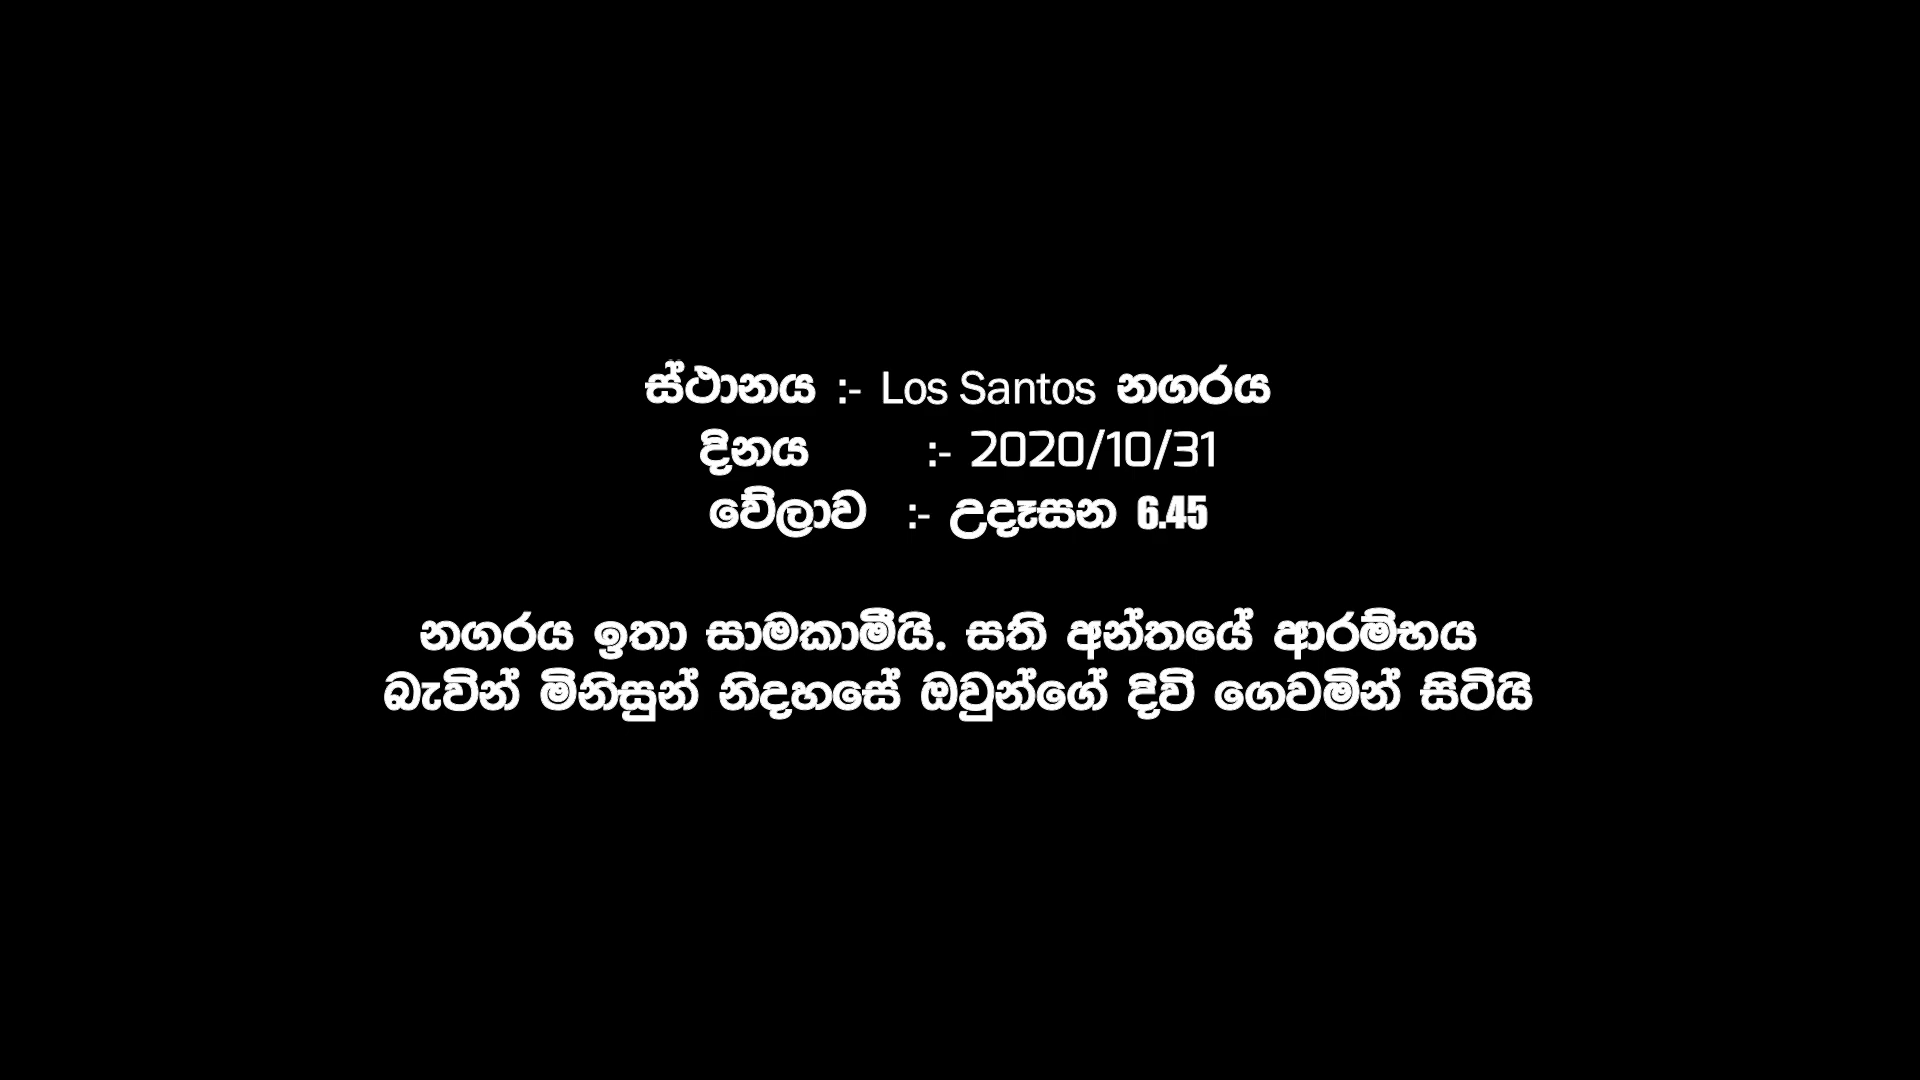 ස්ථානය :- Los Santos නගරය
දිනය :- 2020/10/31
වේලාව :- උදෑසන 6.45
නගරය ඉතා සාමකාමීයි. සති අන්තයේ ආරම්භය
බැවින් මිනිසුන් නිදහසේ ඔවුන්ගේ දිවි ගෙවමින් සිටියි